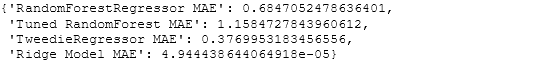 {'RandomForestRegressor MAE': 0.6847052478636401,
'Tuned RandomForest MAE': 1.1584727843960612,
'TweedieRegressor MAE': 0.3769953183456556,
'Ridge Model MAE': 4.944438644064918e-05}